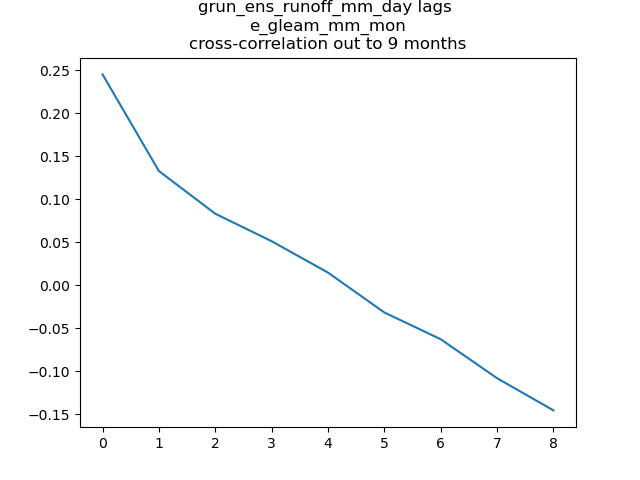 grun_ens_runoff_mm_day lags
e_gleam_mm_mon
cross-correlation out to 9 months
0.25
0.20
0.15
0.10
0.05
0.00
−0.05
−0.10
−0.15
0 1 2 3 4 5 6 7 8